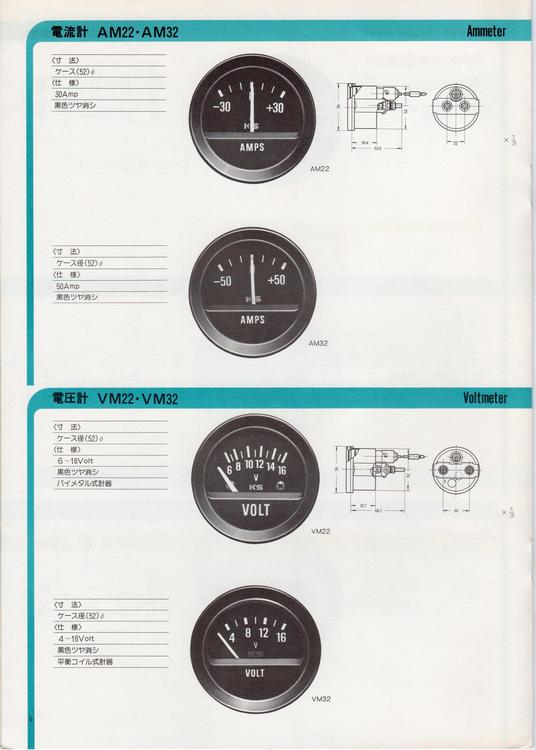 電流計 AM22・AM32
Ammeter
〈寸 法〉
ケース(52)φ
〈仕 様〉
30Amp
黒色ツヤ消シ
-30 +30
KS
AMPS
AM22
〈寸 法〉
ケース径(52)φ
〈仕 様〉
50Amp
黒色ツヤ消シ
-50 +50
KS
AMPS
AM32
電圧計 VM22・VM32
Voltmeter
〈寸 法〉
ケース径(52)φ
〈仕 様〉
6~16Volt
黒色ツヤ消シ
バイメタル式計器
6 8 10 12 14 16
V
KS
VOLT
VM22
〈寸 法〉
ケース径(52)φ
〈仕 様〉
4~16Volt
黒色ツヤ消シ
平衡コイル式計器
4 8 12 16
V
KS
VOLT
VM32
5